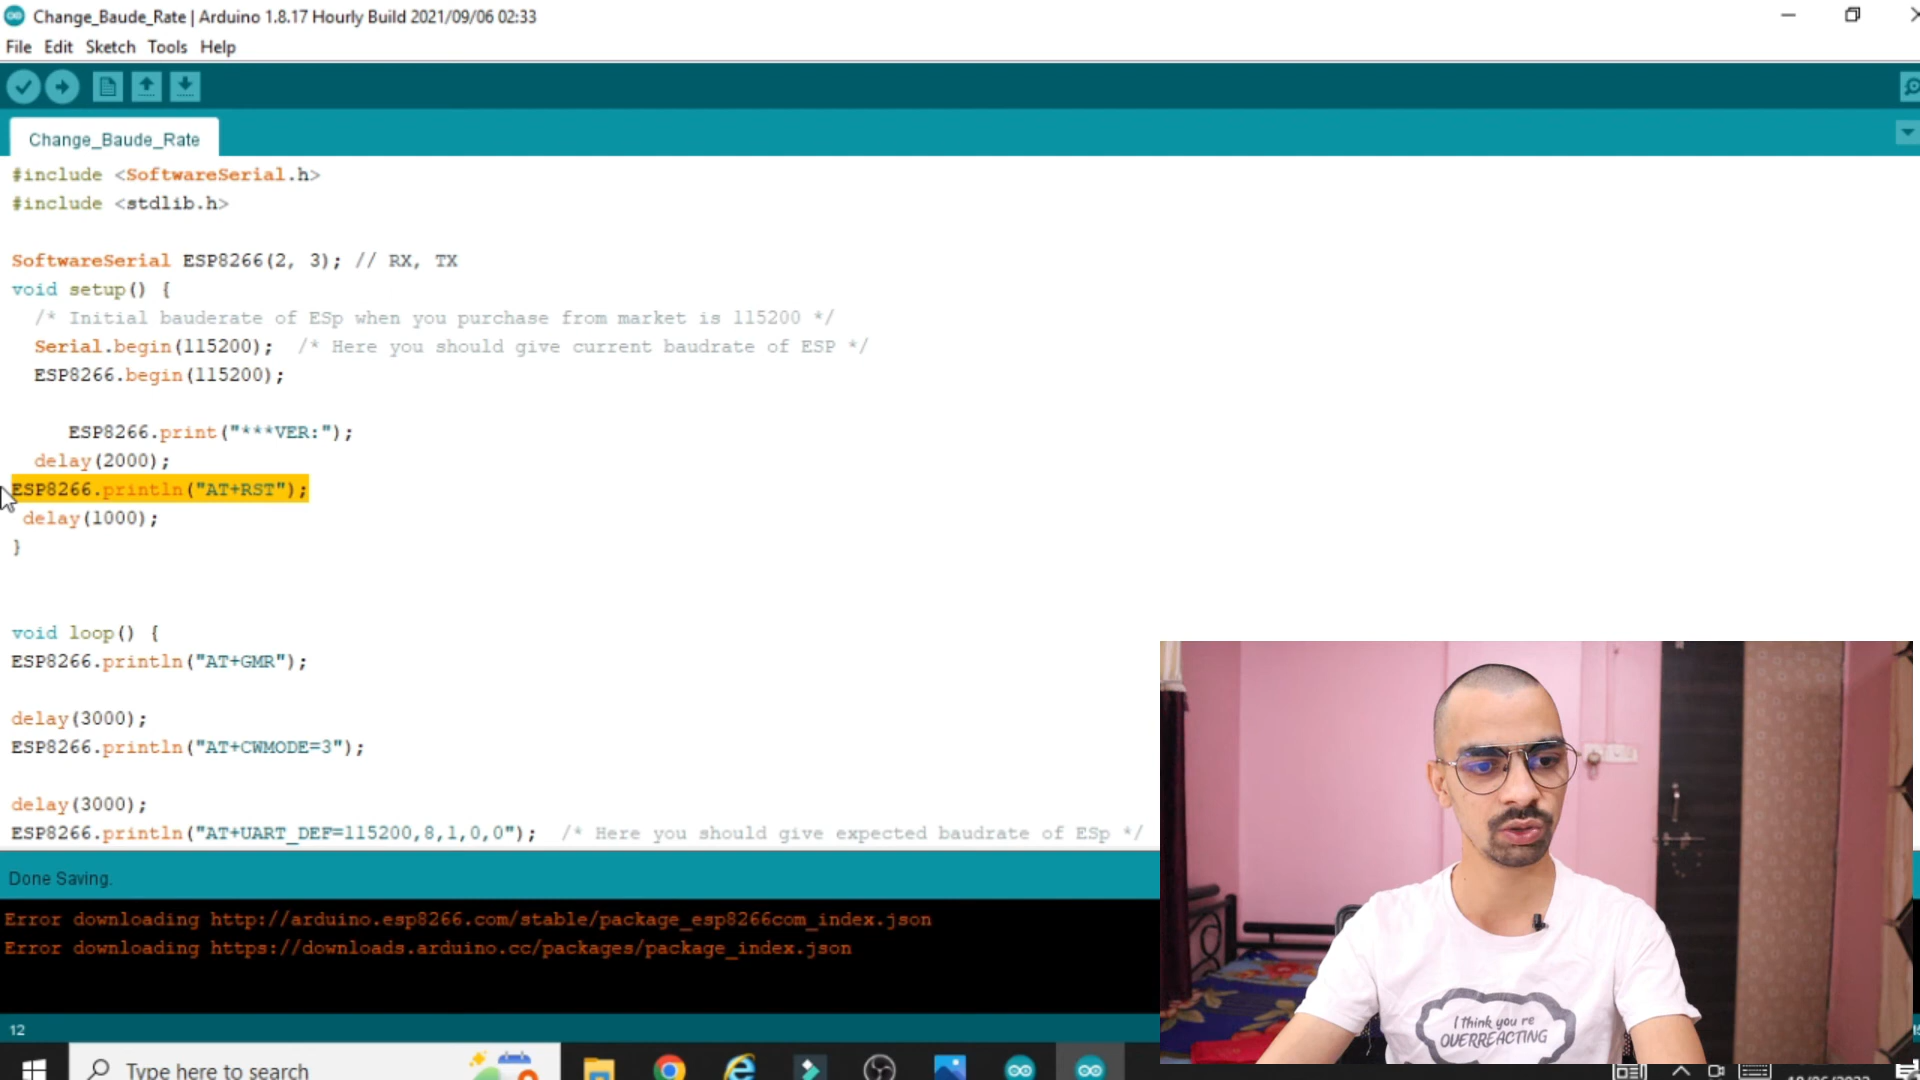 Change_Baude_Rate | Arduino 1.8.17 Hourly Build 2021/09/06 02:33
File Edit Sketch Tools Help
Change_Baude_Rate
#include <SoftwareSerial.h>
#include <stdlib.h>
SoftwareSerial ESP8266(2, 3); // RX, TX
void setup() {
/* Initial bauderate of ESp when you purchase from market is 115200 */
Serial.begin(115200); /* Here you should give current baudrate of ESP */
ESP8266.begin(115200);
ESP8266.print("***VER:");
delay(2000);
ESP8266.println("AT+RST");
delay(1000);
}
void loop() {
ESP8266.println("AT+GMR");
delay(3000);
ESP8266.println("AT+CWMODE=3");
delay(3000);
ESP8266.println("AT+UART_DEF=115200,8,1,0,0"); /* Here you should give expected baudrate of ESp */
Done Saving.
Error downloading http://arduino.esp8266.com/stable/package_esp8266com_index.json
Error downloading https://downloads.arduino.cc/packages/package_index.json
12
I think you re
OVERREACTING
Type here to search